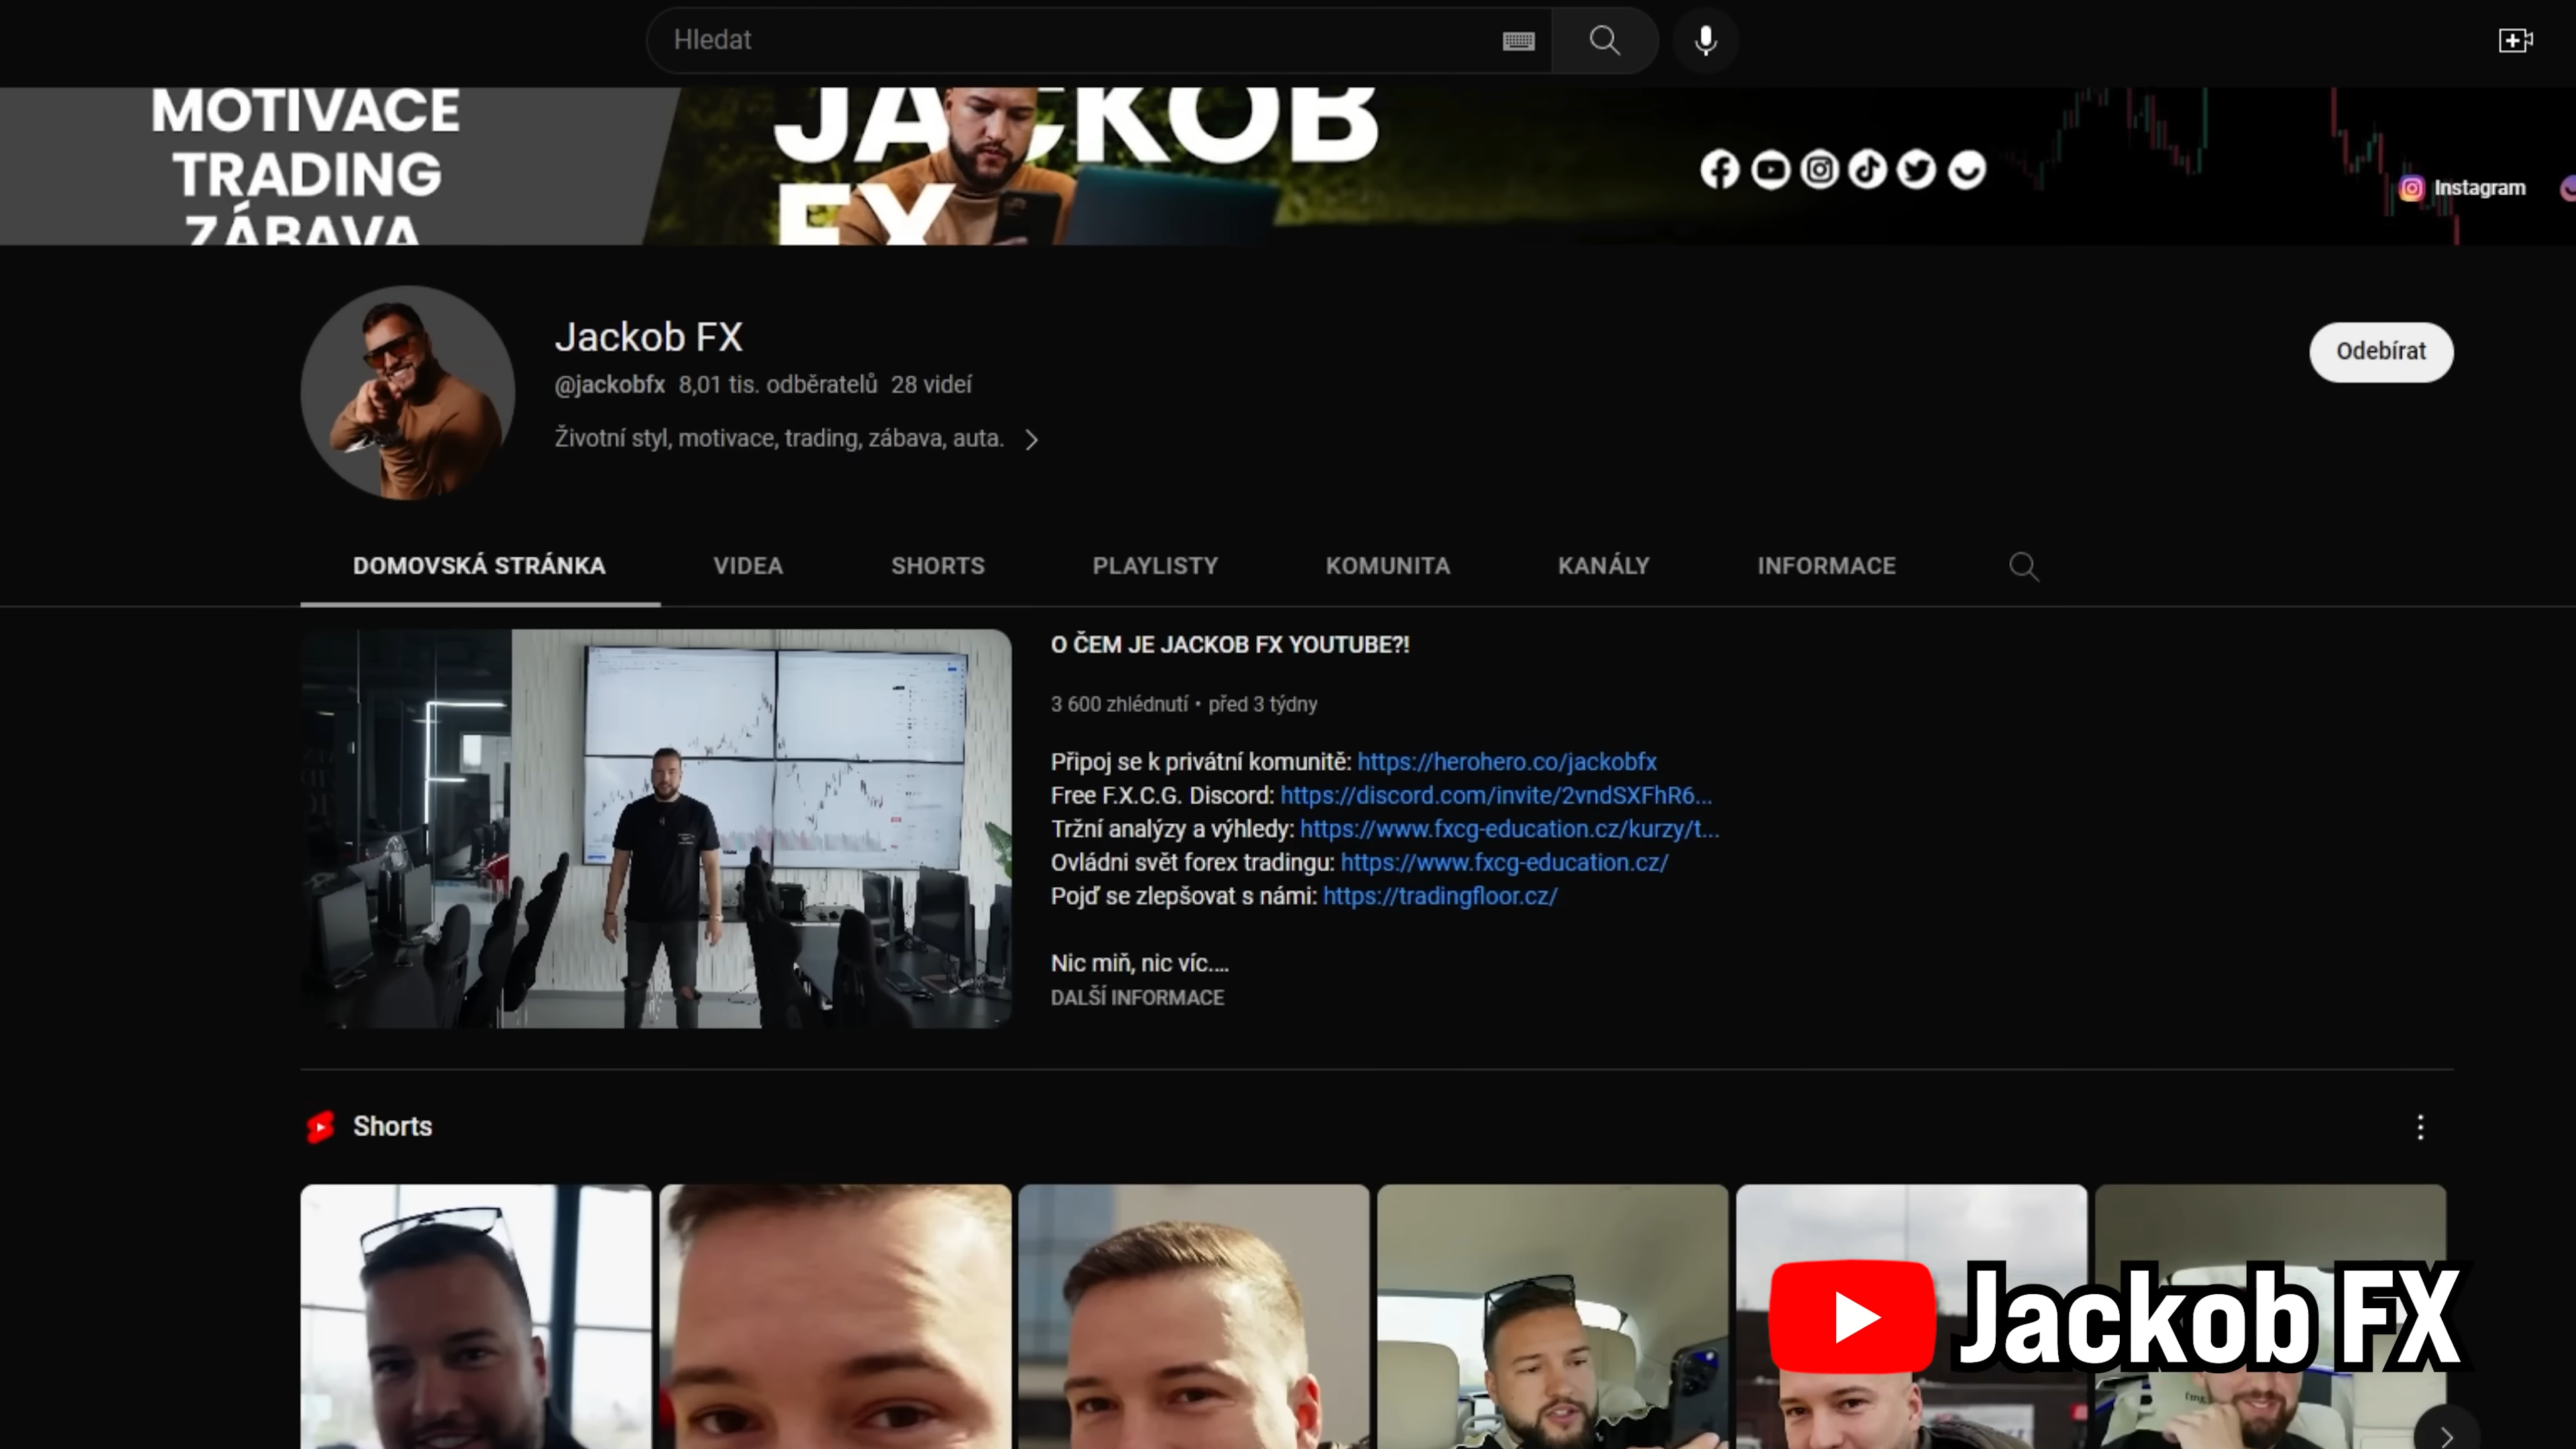 Hledat
MOTIVACE
TRADING
ZÁBAVA
JACKOB
FX
Instagram
Jackob FX
@jackobfx 8,01 tis. odběratelů 28 videí
Životní styl, motivace, trading, zábava, auta.
Odebírat
DOMOVSKÁ STRÁNKA
VIDEA
SHORTS
PLAYLISTY
KOMUNITA
KANÁLY
INFORMACE
O ČEM JE JACKOB FX YOUTUBE?!
3 600 zhlédnutí • před 3 týdny
Připoj se k privátní komunitě: https://herohero.co/jackobfx
Free F.X.C.G. Discord: https://discord.com/invite/2vndSXFhR6...
Tržní analýzy a výhledy: https://www.fxcg-education.cz/kurzy/t...
Ovládni svět forex tradingu: https://www.fxcg-education.cz/
Pojď se zlepšovat s námi: https://tradingfloor.cz/
Nic miň, nic víc....
DALŠÍ INFORMACE
Shorts
Jackob FX